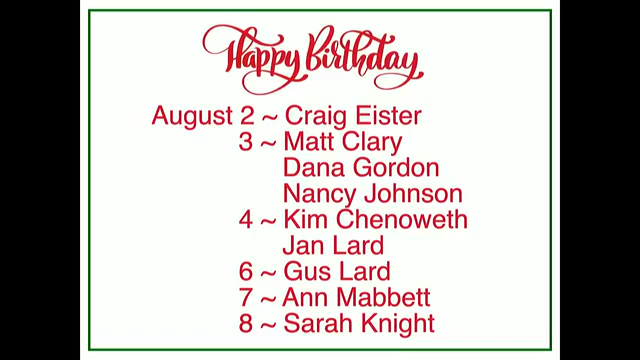 Happy Birthday
August 2 ~ Craig Eister
3 ~ Matt Clary
Dana Gordon
Nancy Johnson
4 ~ Kim Chenoweth
Jan Lard
6 ~ Gus Lard
7 ~ Ann Mabbett
8 ~ Sarah Knight